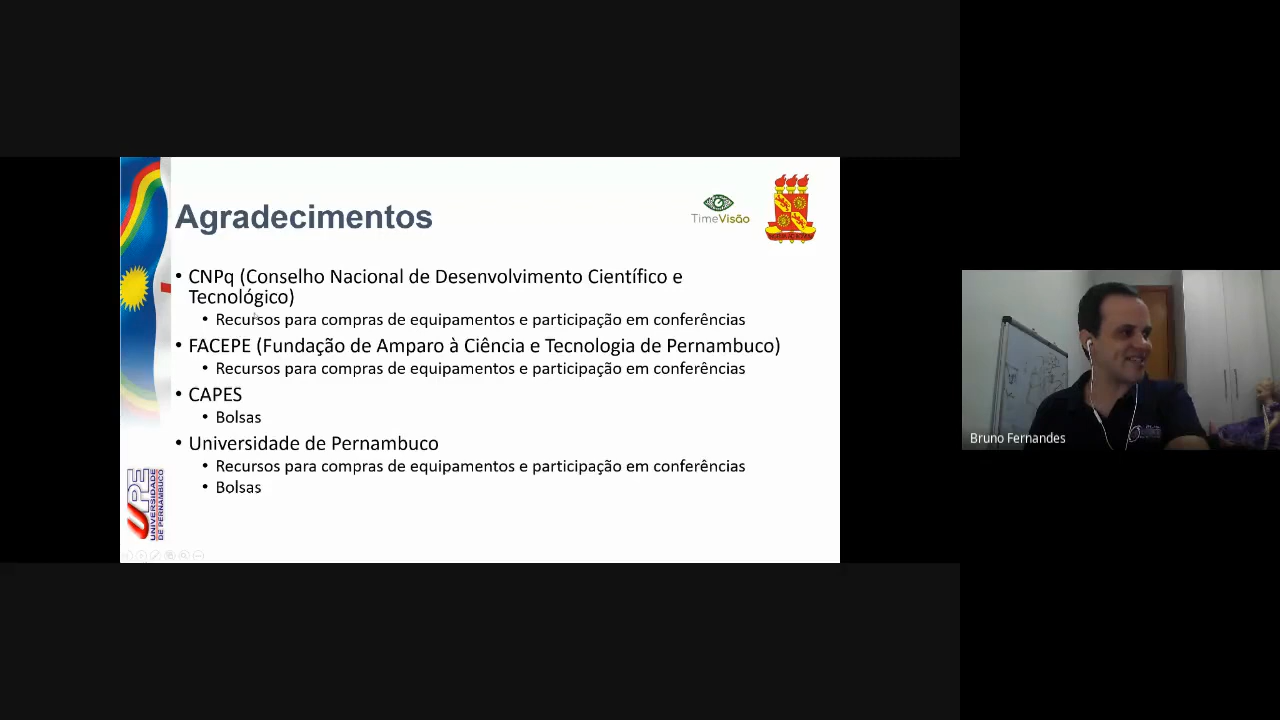 Agradecimentos
TimeVisão
• CNPq (Conselho Nacional de Desenvolvimento Científico e
Tecnológico)
• Recursos para compras de equipamentos e participação em conferências
• FACEPE (Fundação de Amparo à Ciência e Tecnologia de Pernambuco)
• Recursos para compras de equipamentos e participação em conferências
• CAPES
• Bolsas
• Universidade de Pernambuco
• Recursos para compras de equipamentos e participação em conferências
• Bolsas
UPE
UNIVERSIDADE
DE PERNAMBUCO
Bruno Fernandes